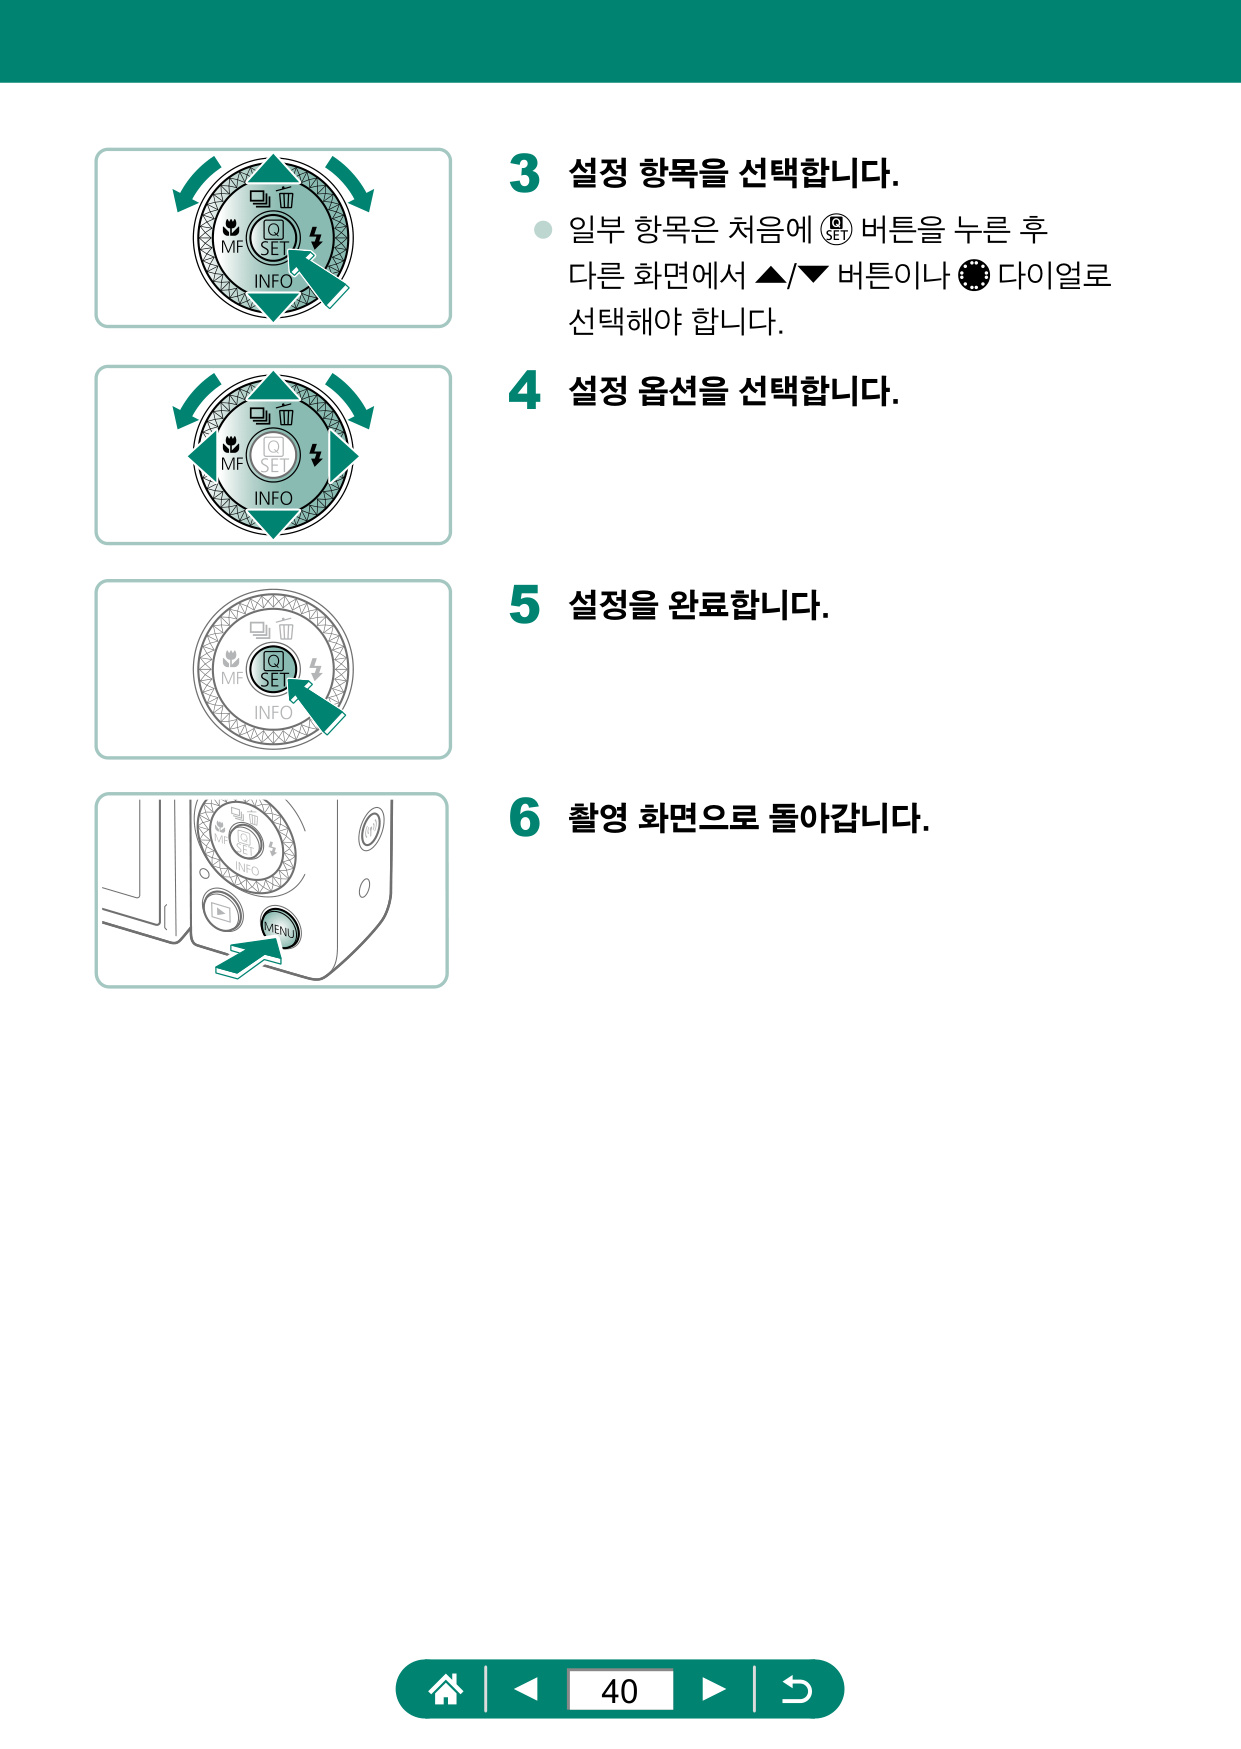 Q
SET
MF
INFO
3 설정 항목을 선택합니다.
● 일부 항목은 처음에 Q SET 버튼을 누른 후
다른 화면에서 ▲/▼ 버튼이나 다이얼로
선택해야 합니다.
Q
SET
MF
INFO
4 설정 옵션을 선택합니다.
Q
SET
MF
INFO
5 설정을 완료합니다.
Q
SET
MF
INFO
MENU
6 촬영 화면으로 돌아갑니다.
40